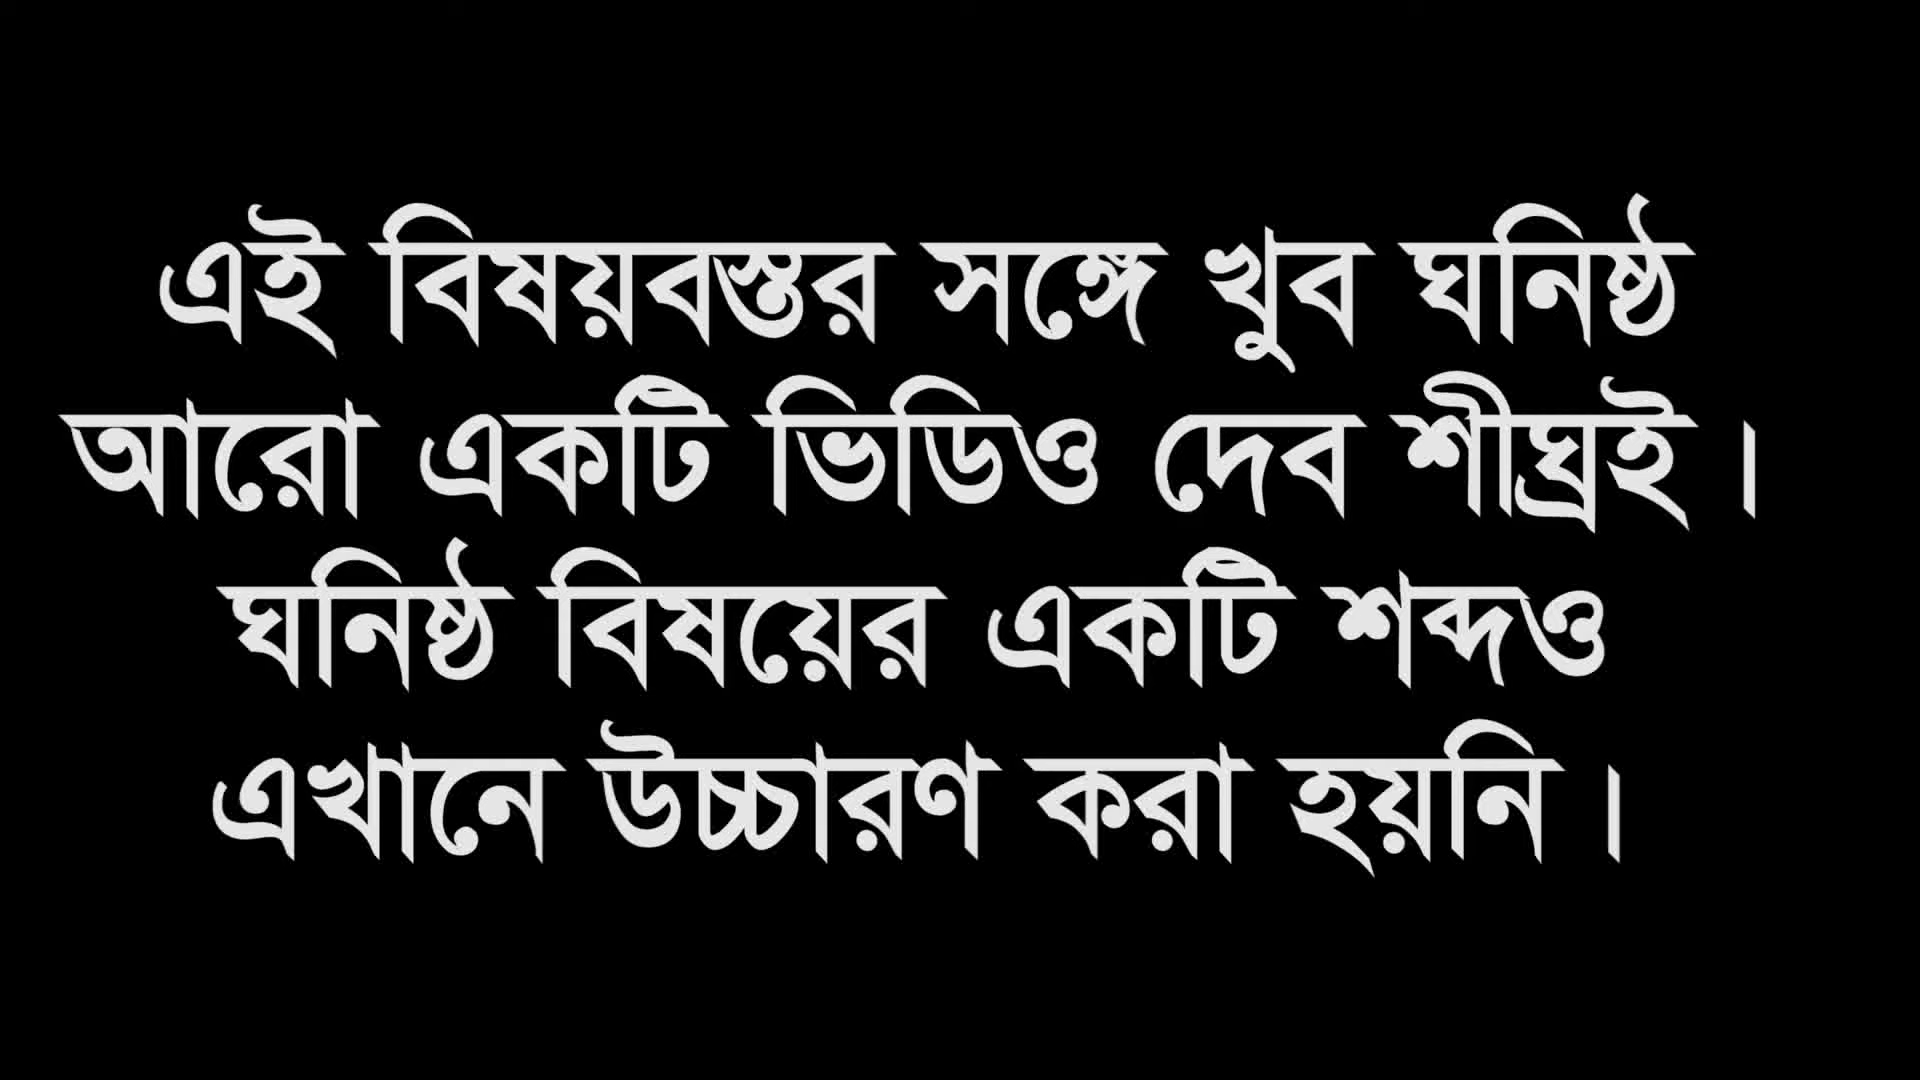 এই বিষয়বস্তুর সঙ্গে খুব ঘনিষ্ঠ
আরো একটি ভিডিও দেব শীঘ্রই।
ঘনিষ্ঠ বিষয়ের একটি শব্দও
এখানে উচ্চারণ করা হয়নি।